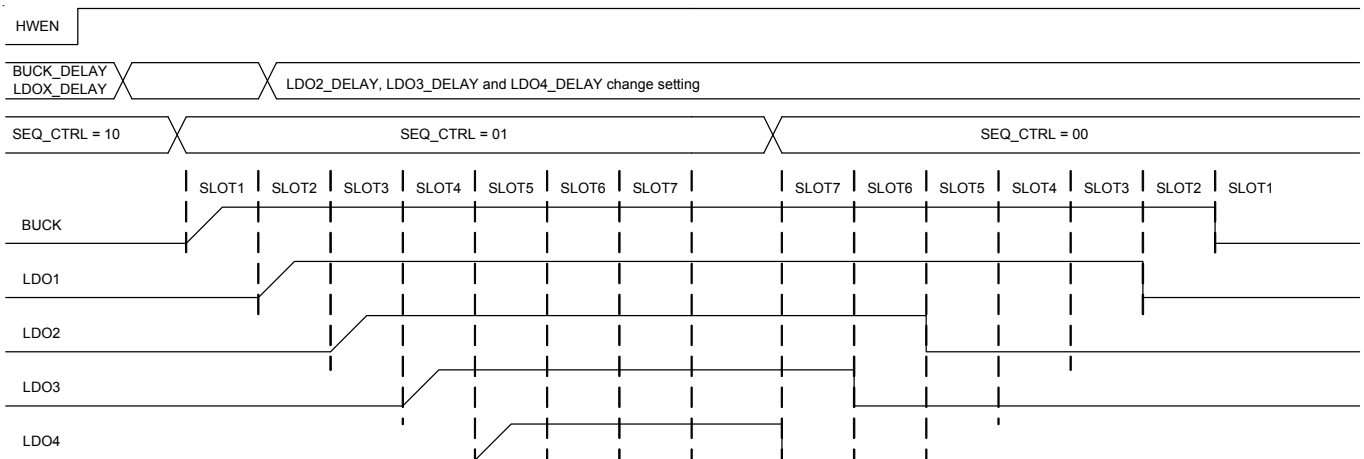 HWEN
BUCK_DELAY
LDOX_DELAY
LDO2_DELAY, LDO3_DELAY and LDO4_DELAY change setting
SEQ_CTRL = 10 SEQ_CTRL = 01 SEQ_CTRL = 00
SLOT1 SLOT2 SLOT3 SLOT4 SLOT5 SLOT6 SLOT7 SLOT7 SLOT6 SLOT5 SLOT4 SLOT3 SLOT2 SLOT1
BUCK
LDO1
LDO2
LDO3
LDO4